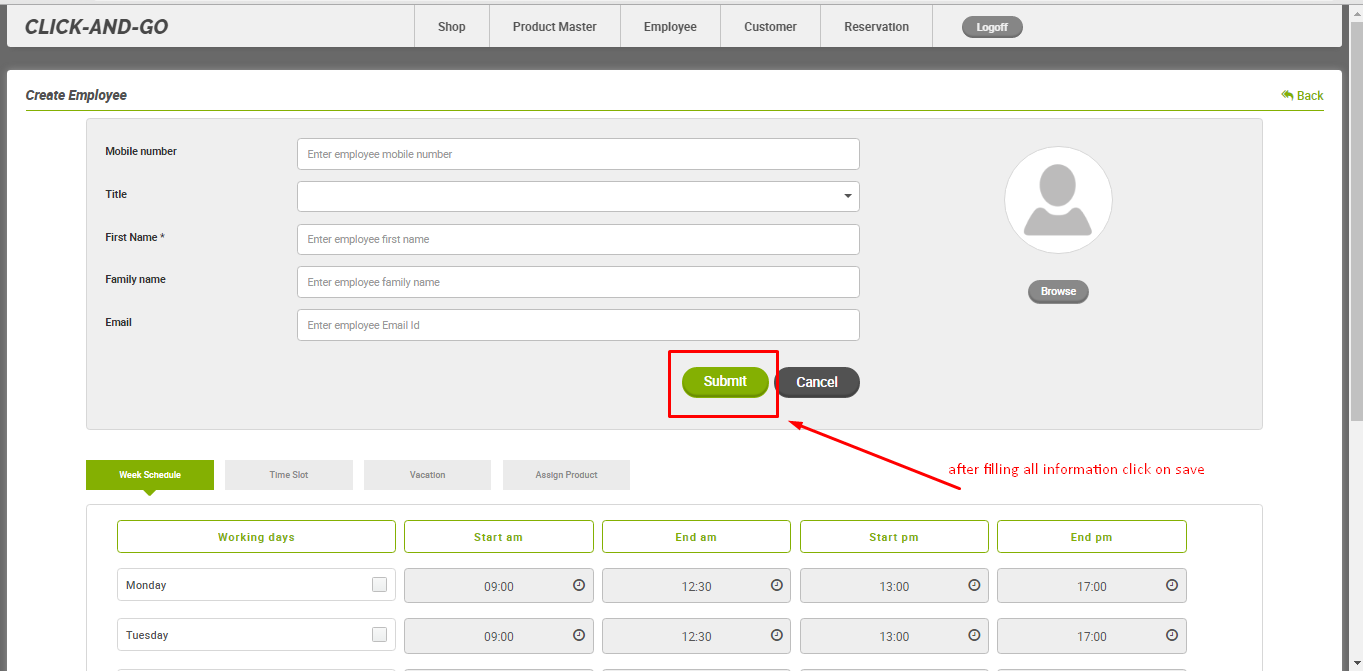 CLICK-AND-GO
Shop Product Master Employee Customer Reservation Logoff
Create Employee Back
Mobile number Enter employee mobile number
Title
First Name * Enter employee first name
Family name Enter employee family name
Browse
Email Enter employee Email Id
Submit Cancel
after filling all information click on save
Week Schedule Time Slot Vacation Assign Product
Working days Start am End am Start pm End pm
Monday 09:00 12:30 13:00 17:00
Tuesday 09:00 12:30 13:00 17:00